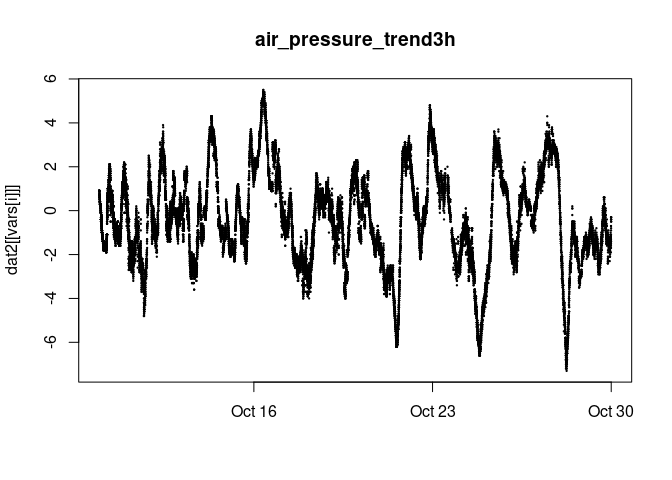 air_pressure_trend3h
dat2[[vars[i]]]
6
4
2
0
-2
-4
-6
Oct 16
Oct 23
Oct 30